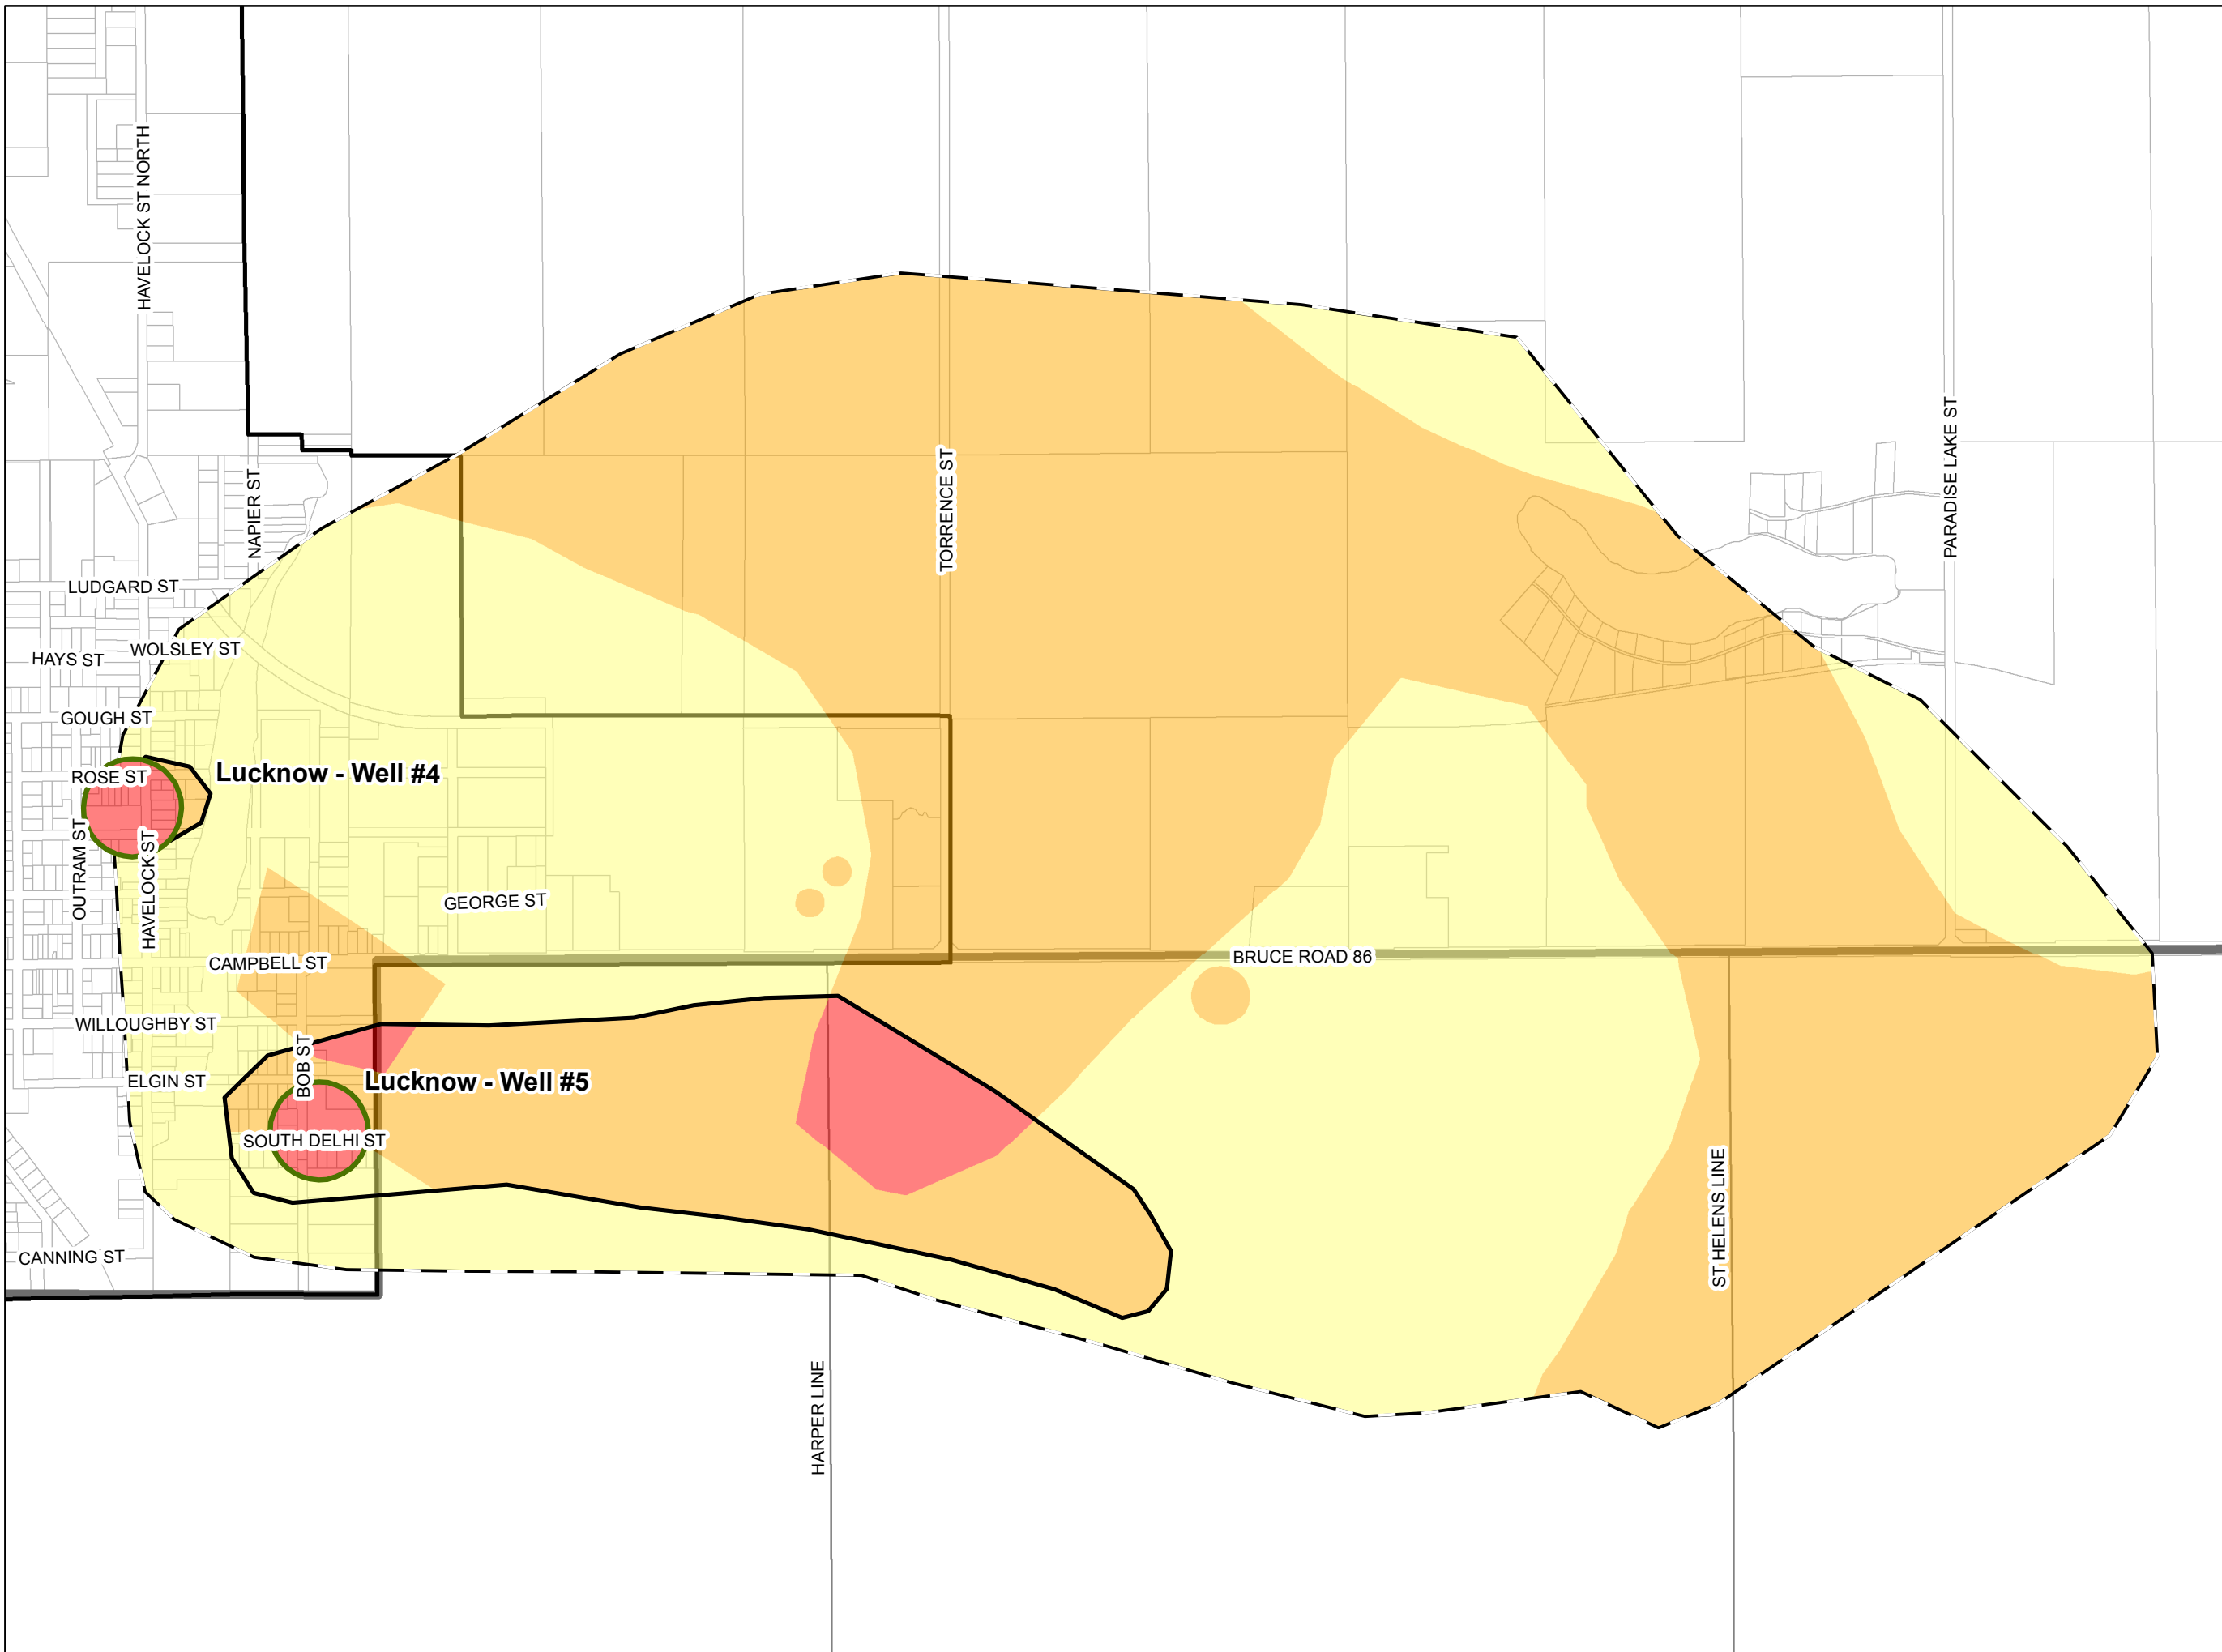 HAVELOCK ST NORTH
PARADISE LAKE ST
TORRENCE ST
NAPIER ST
LUDGARD ST
WOLSLEY ST
HAYS ST
GOUGH ST
ROSE ST
Lucknow - Well #4
OUTRAM ST
HAVELOCK ST
GEORGE ST
CAMPBELL ST
BRUCE ROAD 86
WILLOUGHBY ST
BOB ST
ELGIN ST
Lucknow - Well #5
SOUTH DELHI ST
ST HELENS LINE
CANNING ST
HARPER LINE